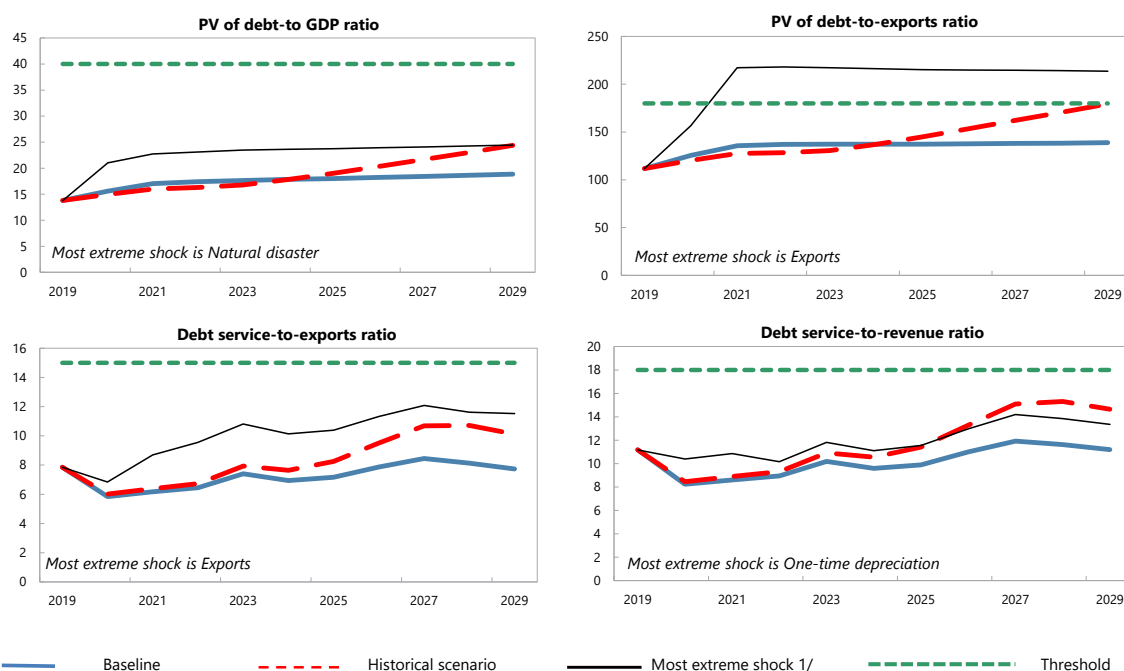 PV of debt-to GDP ratio
45
40
35
30
25
20
15
10
5
0
Most extreme shock is Natural disaster
2019 2021 2023 2025 2027 2029
PV of debt-to-exports ratio
250
200
150
100
50
0
Most extreme shock is Exports
2019 2021 2023 2025 2027 2029
Debt service-to-exports ratio
16
14
12
10
8
6
4
2
0
Most extreme shock is Exports
2019 2021 2023 2025 2027 2029
Debt service-to-revenue ratio
20
18
16
14
12
10
8
6
4
2
0
Most extreme shock is One-time depreciation
2019 2021 2023 2025 2027 2029
Baseline Historical scenario Most extreme shock 1/ Threshold